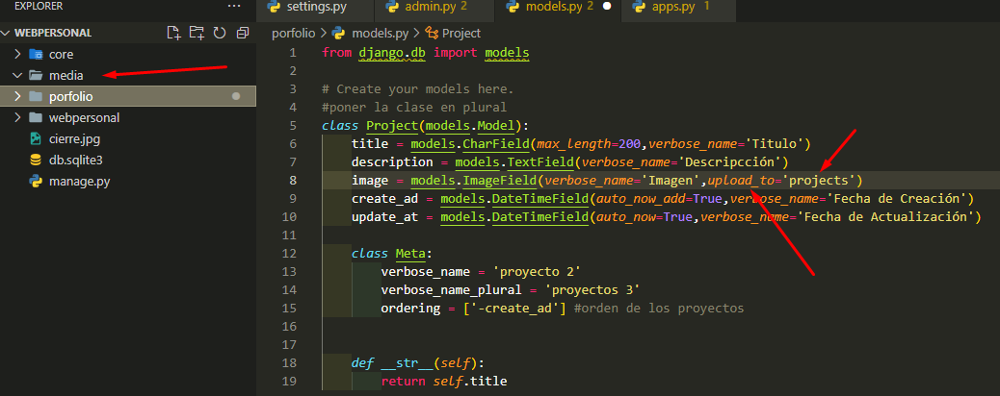 EXPLORER ...
settings.py admin.py 2 models.py 2 apps.py 1
WEBPERSONAL
core
media
porfolio
webpersonal
cierre.jpg
db.sqlite3
manage.py
porfolio > models.py > Project
1 from django.db import models
2
3 # Create your models here.
4 #poner la clase en plural
5 class Project(models.Model):
6 title = models.CharField(max_length=200,verbose_name='Titulo')
7 description = models.TextField(verbose_name='Descripcción')
8 image = models.ImageField(verbose_name='Imagen',upload_to='projects')
9 create_ad = models.DateTimeField(auto_now_add=True,verbose_name='Fecha de Creación')
10 update_at = models.DateTimeField(auto_now=True,verbose_name='Fecha de Actualización')
11
12 class Meta:
13 verbose_name = 'proyecto 2'
14 verbose_name_plural = 'proyectos 3'
15 ordering = ['-create_ad'] #orden de los proyectos
16
17
18 def __str__(self):
19 return self.title